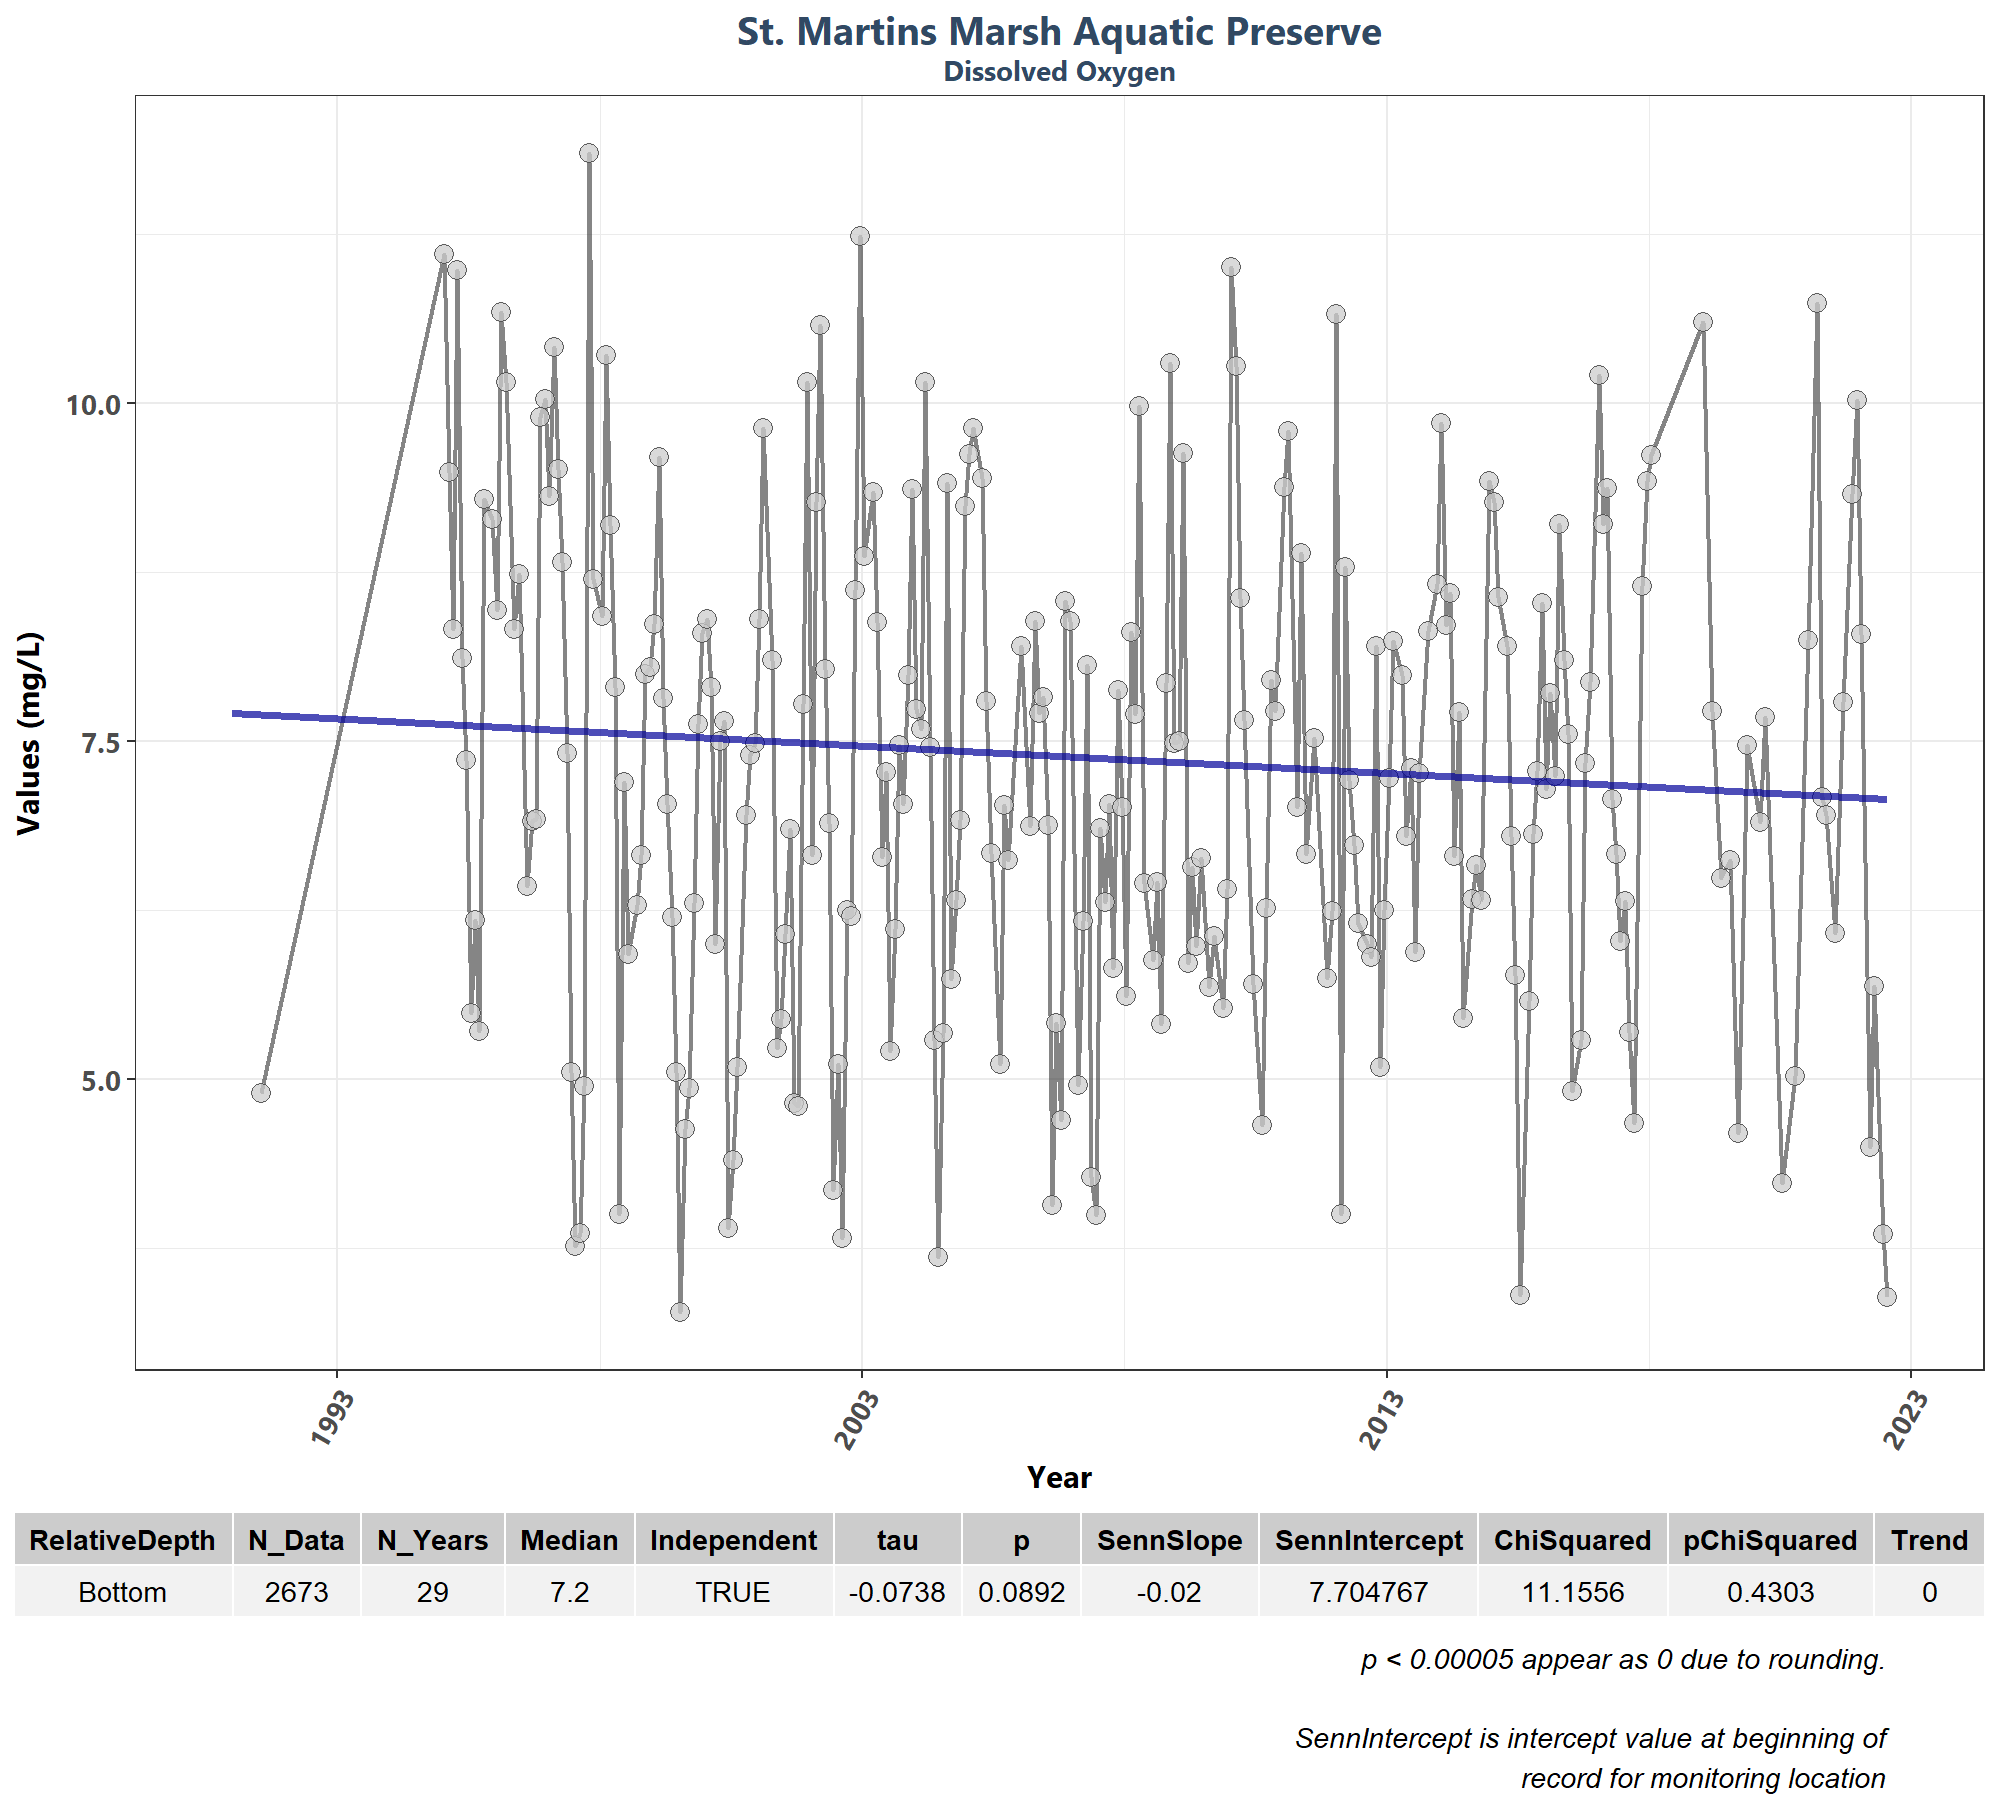 St. Martins Marsh Aquatic Preserve
Dissolved Oxygen
Values (mg/L)
10.0
7.5
5.0
1993
2003
2013
2023
Year
RelativeDepth N_Data N_Years Median Independent tau p SennSlope SennIntercept ChiSquared pChiSquared Trend
Bottom 2673 29 7.2 TRUE -0.0738 0.0892 -0.02 7.704767 11.1556 0.4303 0
p < 0.00005 appear as 0 due to rounding.
SennIntercept is intercept value at beginning of
record for monitoring location